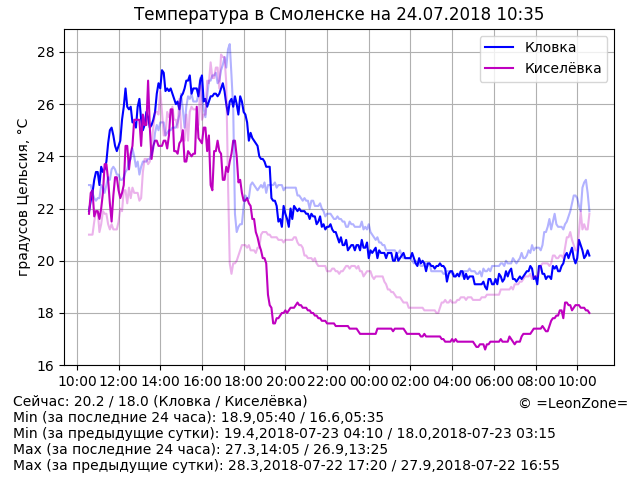 Температура в Смоленске на 24.07.2018 10:35
градусов Цельсия, °C
28
26
24
22
20
18
16
Кловка
Киселёвка
10:00 12:00 14:00 16:00 18:00 20:00 22:00 00:00 02:00 04:00 06:00 08:00 10:00
Сейчас: 20.2 / 18.0 (Кловка / Киселёвка)
© =LeonZone=
Min (за последние 24 часа): 18.9,05:40 / 16.6,05:35
Min (за предыдущие сутки): 19.4,2018-07-23 04:10 / 18.0,2018-07-23 03:15
Max (за последние 24 часа): 27.3,14:05 / 26.9,13:25
Max (за предыдущие сутки): 28.3,2018-07-22 17:20 / 27.9,2018-07-22 16:55